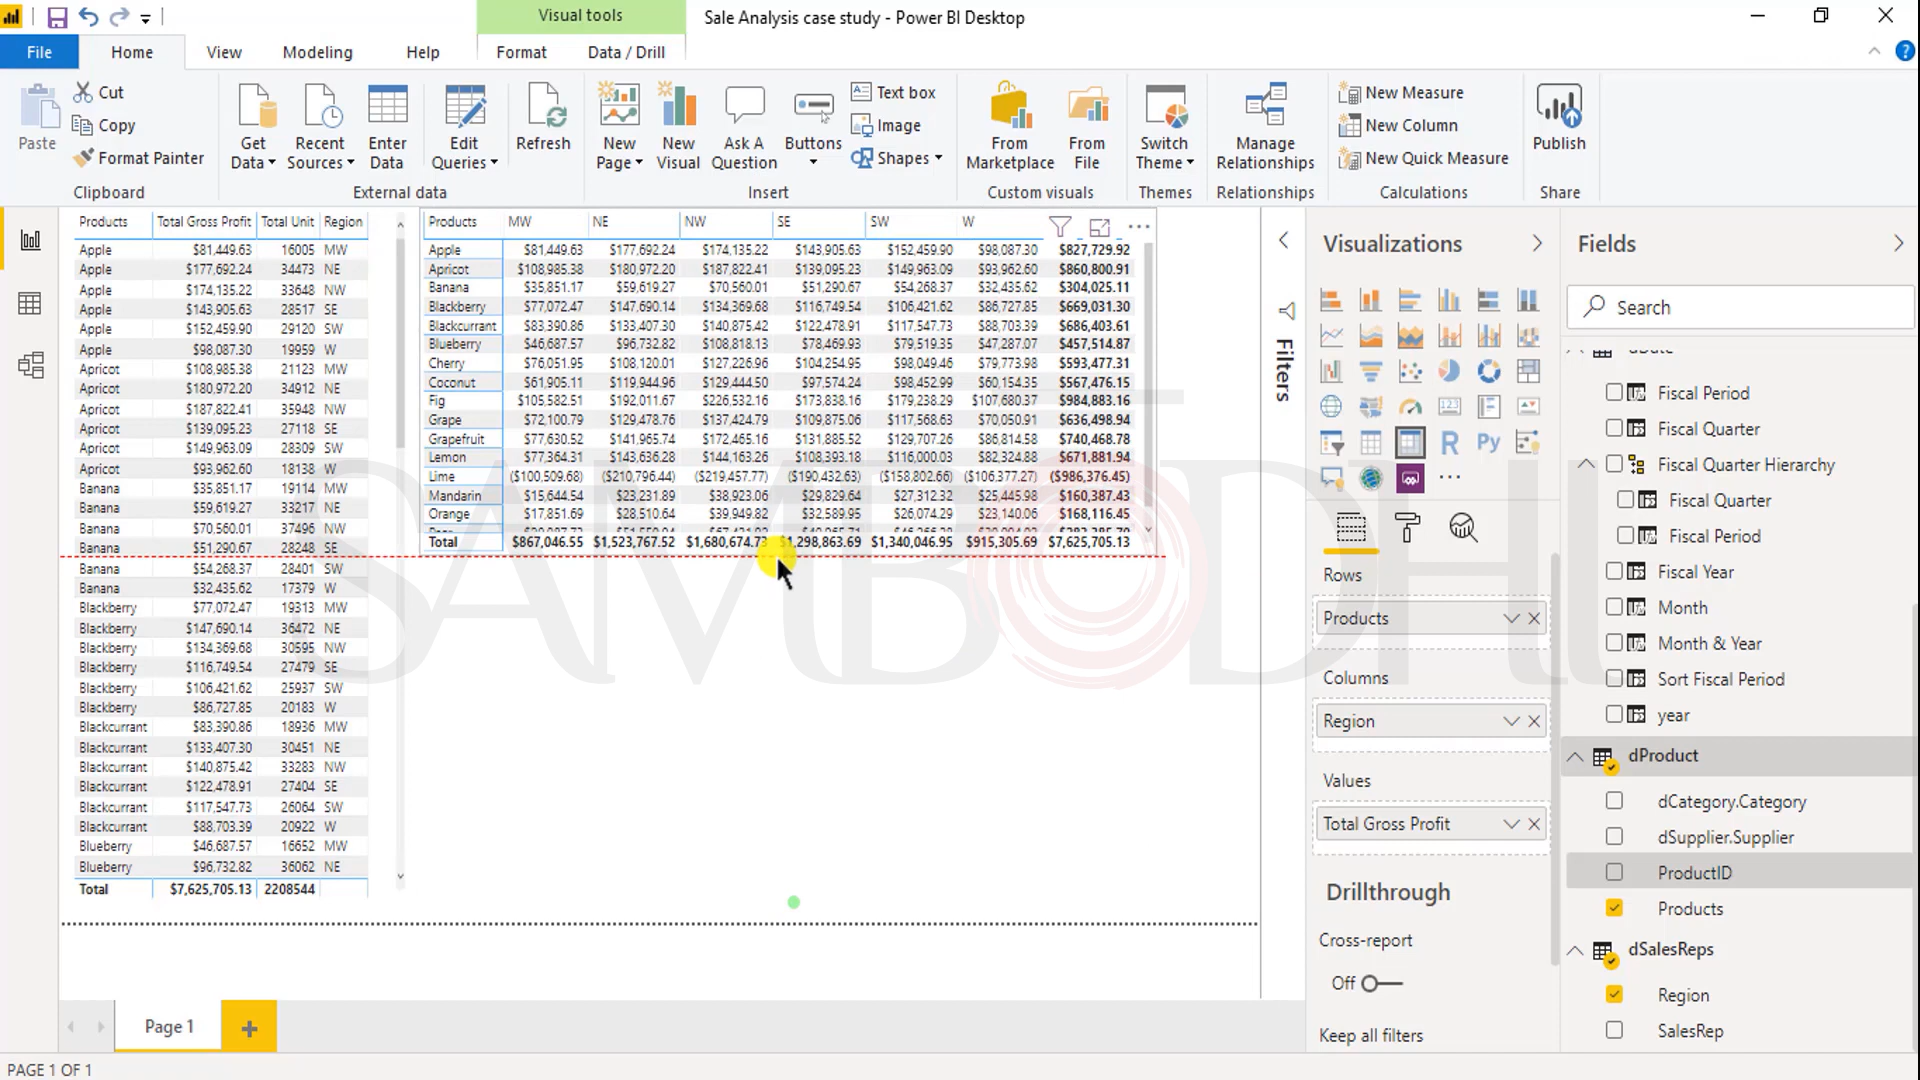 Visual tools
Sale Analysis case study - Power BI Desktop
File Home View Modeling Help Format Data / Drill
Paste
Cut
Copy
Format Painter
Clipboard
Get Data
Recent Sources
Enter Data
Edit Queries
Refresh
External data
New Page
New Visual
Ask A Question
Buttons
Text box
Image
Shapes
Insert
From Marketplace
From File
Custom visuals
Switch Theme
Themes
Manage Relationships
Relationships
New Measure
New Column
New Quick Measure
Calculations
Publish
Share
Products Total Gross Profit Total Unit Region
Apple $81,449.63 16005 MW
Apple $177,692.24 34473 NE
Apple $174,135.22 33648 NW
Apple $143,905.63 28517 SE
Apple $152,459.90 29120 SW
Apple $98,087.30 19959 W
Apricot $108,985.38 21123 MW
Apricot $180,972.20 34912 NE
Apricot $187,822.41 35948 NW
Apricot $139,095.23 27118 SE
Apricot $149,963.09 28309 SW
Apricot $93,962.60 18138 W
Banana $35,851.17 19114 MW
Banana $59,619.27 33217 NE
Banana $70,560.01 37496 NW
Banana $51,290.67 28248 SE
Banana $54,268.37 28401 SW
Banana $32,435.62 17379 W
Blackberry $77,072.47 19313 MW
Blackberry $147,690.14 36472 NE
Blackberry $134,369.68 30595 NW
Blackberry $116,749.54 27479 SE
Blackberry $106,421.62 25937 SW
Blackberry $86,727.85 20183 W
Blackcurrant $83,390.86 18936 MW
Blackcurrant $133,407.30 30451 NE
Blackcurrant $140,875.42 33283 NW
Blackcurrant $122,478.91 27404 SE
Blackcurrant $117,547.73 26064 SW
Blackcurrant $88,703.39 20922 W
Blueberry $46,687.57 16652 MW
Blueberry $96,732.82 36062 NE
Total $7,625,705.13 2208544
Products MW NE NW SE SW W
Apple $81,449.63 $177,692.24 $174,135.22 $143,905.63 $152,459.90 $98,087.30 $827,729.92
Apricot $108,985.38 $180,972.20 $187,822.41 $139,095.23 $149,963.09 $93,962.60 $860,800.91
Banana $35,851.17 $59,619.27 $70,560.01 $51,290.67 $54,268.37 $32,435.62 $304,025.11
Blackberry $77,072.47 $147,690.14 $134,369.68 $116,749.54 $106,421.62 $86,727.85 $669,031.30
Blackcurrant $83,390.86 $133,407.30 $140,875.42 $122,478.91 $117,547.73 $88,703.39 $686,403.61
Blueberry $46,687.57 $96,732.82 $108,818.13 $78,469.93 $79,519.35 $47,287.07 $457,514.87
Cherry $76,051.95 $108,120.01 $127,226.96 $104,254.95 $98,049.46 $79,773.98 $593,477.31
Coconut $61,905.11 $119,944.96 $129,444.50 $97,574.24 $98,452.99 $60,154.35 $567,476.15
Fig $105,582.51 $192,011.67 $226,532.16 $173,838.16 $179,238.29 $107,680.37 $984,883.16
Grape $72,100.79 $129,478.76 $137,424.79 $109,875.06 $117,568.63 $70,050.91 $636,498.94
Grapefruit $77,630.52 $141,965.74 $172,465.16 $131,885.52 $129,707.26 $86,814.58 $740,468.78
Lemon $77,364.31 $143,636.28 $144,163.26 $108,393.18 $116,000.03 $82,324.88 $671,881.94
Lime ($100,509.68) ($210,796.44) ($219,457.77) ($190,432.63) ($158,802.66) ($106,377.27) ($986,376.45)
Mandarin $15,644.54 $23,231.89 $38,923.06 $29,829.64 $27,312.32 $25,445.98 $160,387.43
Orange $17,851.69 $28,510.64 $39,949.82 $32,589.95 $26,074.29 $23,140.06 $168,116.45
Total $867,046.55 $1,523,767.52 $1,680,674.73 $1,298,863.69 $1,340,046.95 $915,305.69 $7,625,705.13
SAMBODHI
Filters
Visualizations
R Py
Rows
Products
Columns
Region
Values
Total Gross Profit
Drillthrough
Cross-report
Off
Keep all filters
Fields
Search
dDate
Fiscal Period
Fiscal Quarter
Fiscal Quarter Hierarchy
Fiscal Quarter
Fiscal Period
Fiscal Year
Month
Month & Year
Sort Fiscal Period
year
dProduct
dCategory.Category
dSupplier.Supplier
ProductID
Products
dSalesReps
Region
SalesRep
Page 1
PAGE 1 OF 1